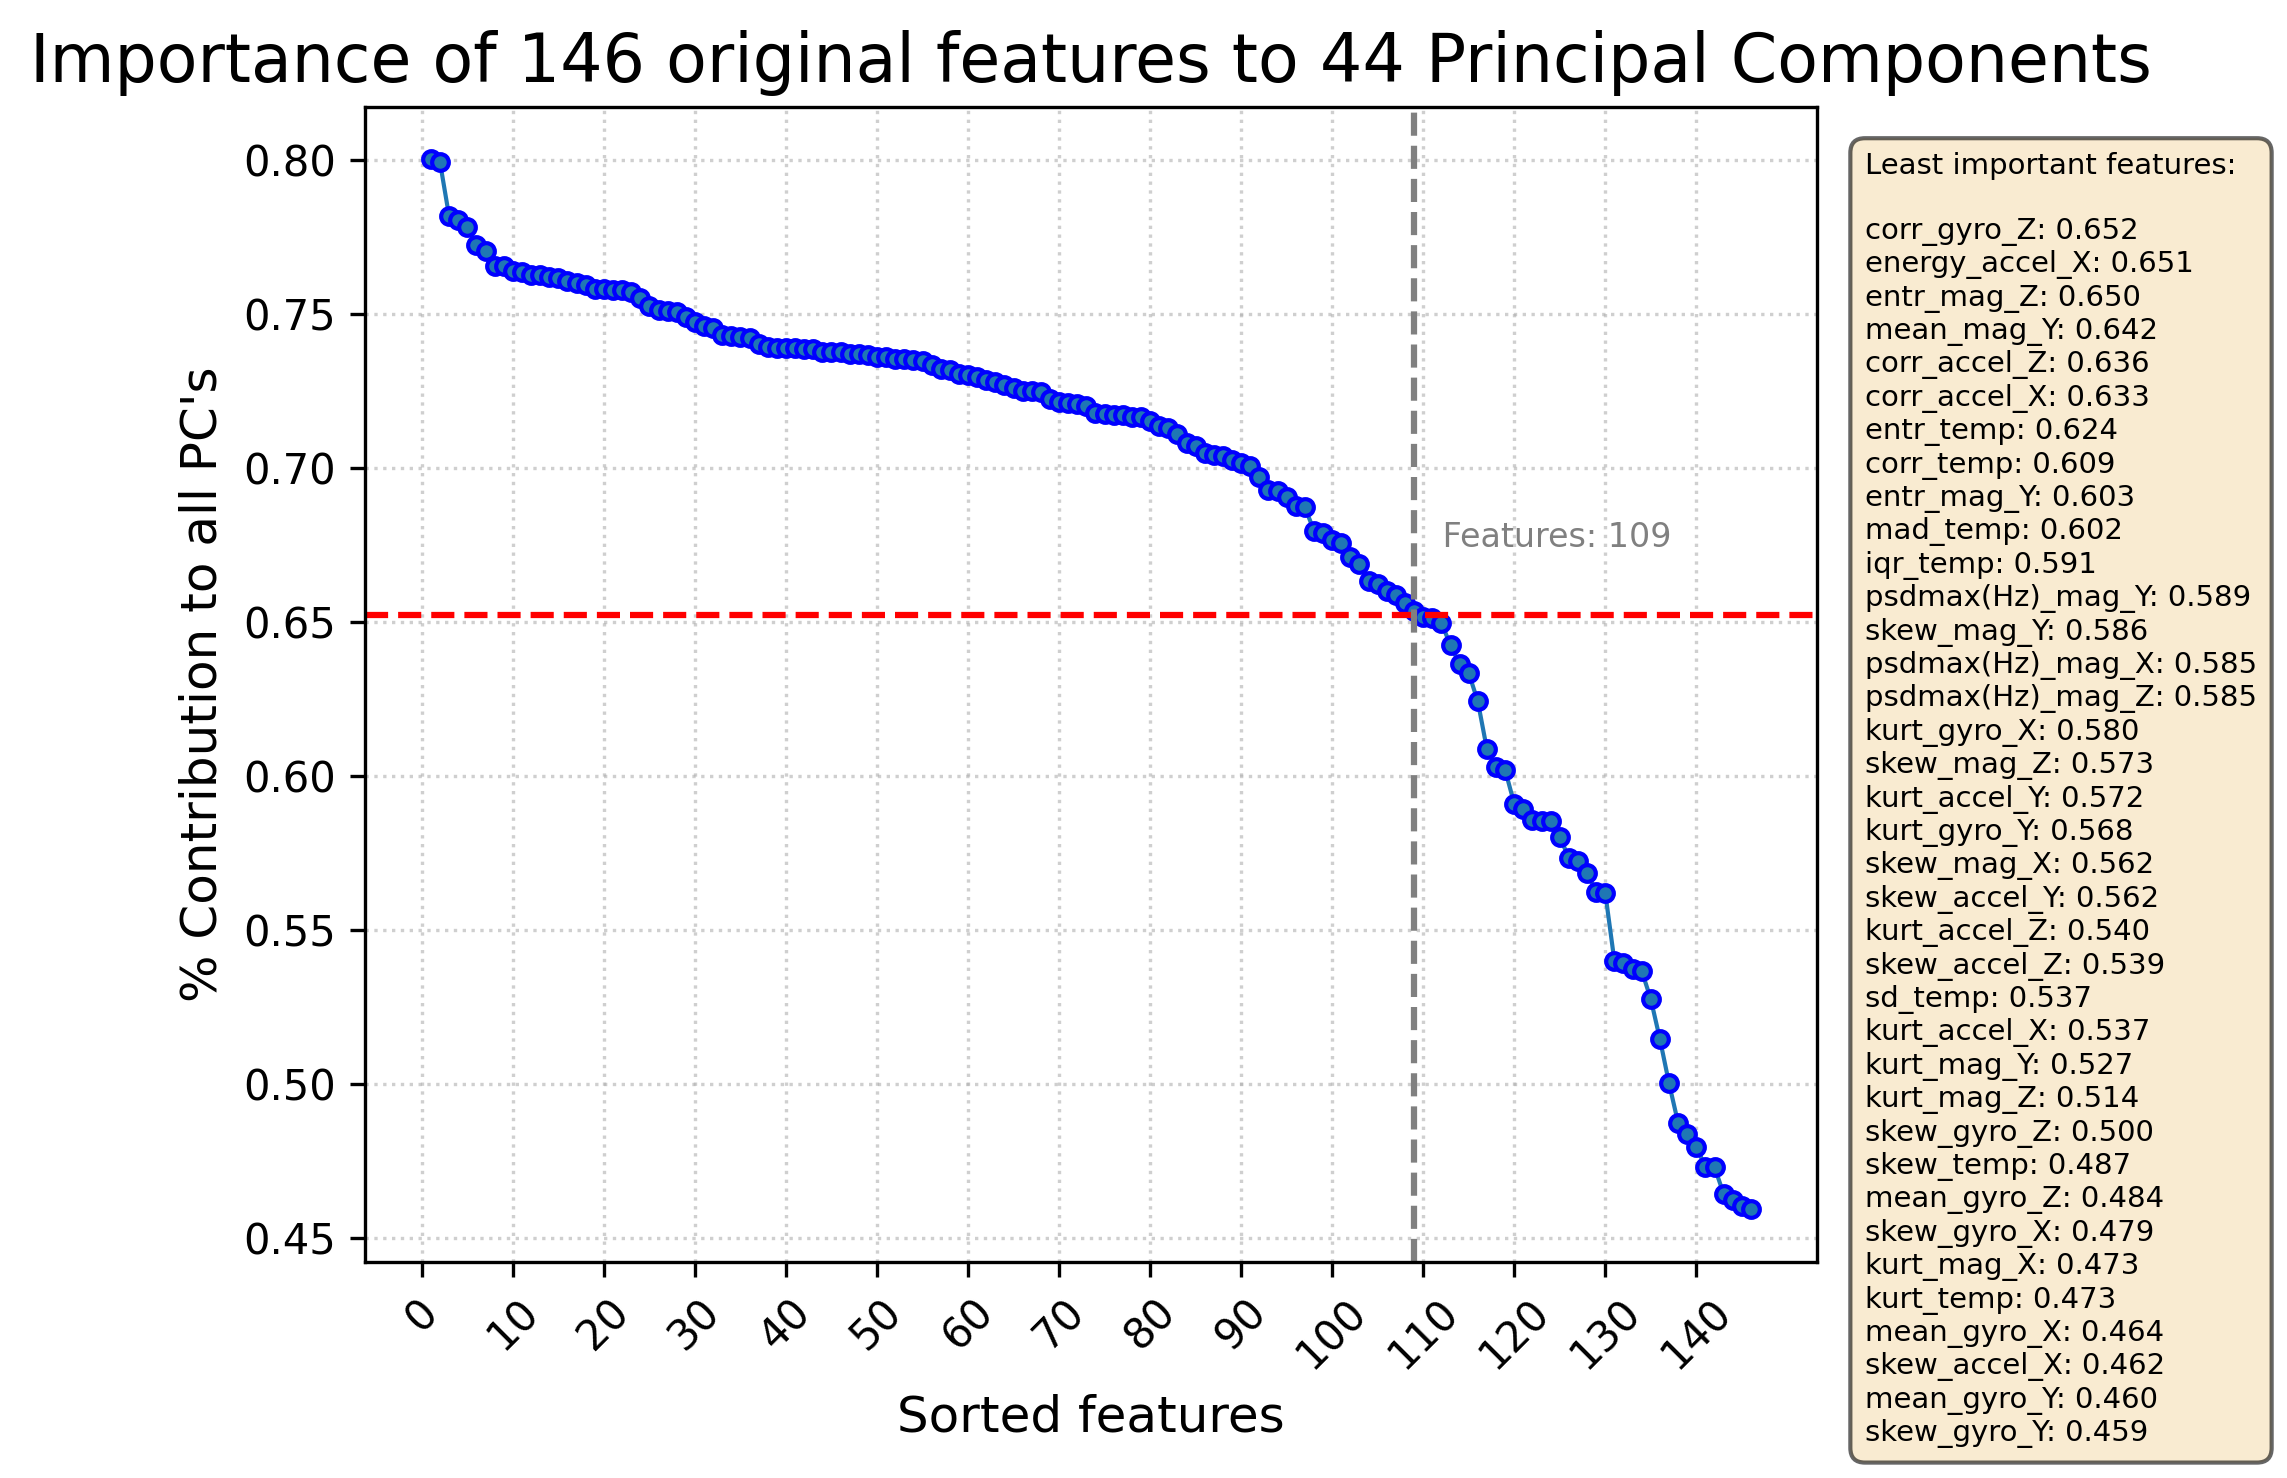 Importance of 146 original features to 44 Principal Components
% Contribution to all PC's
0.80
0.75
0.70
0.65
0.60
0.55
0.50
0.45
Features: 109
0
10
20
30
40
50
60
70
80
90
100
110
120
130
140
Sorted features
Least important features:
corr_gyro_Z: 0.652
energy_accel_X: 0.651
entr_mag_Z: 0.650
mean_mag_Y: 0.642
corr_accel_Z: 0.636
corr_accel_X: 0.633
entr_temp: 0.624
corr_temp: 0.609
entr_mag_Y: 0.603
mad_temp: 0.602
iqr_temp: 0.591
psdmax(Hz)_mag_Y: 0.589
skew_mag_Y: 0.586
psdmax(Hz)_mag_X: 0.585
psdmax(Hz)_mag_Z: 0.585
kurt_gyro_X: 0.580
skew_mag_Z: 0.573
kurt_accel_Y: 0.572
kurt_gyro_Y: 0.568
skew_mag_X: 0.562
skew_accel_Y: 0.562
kurt_accel_Z: 0.540
skew_accel_Z: 0.539
sd_temp: 0.537
kurt_accel_X: 0.537
kurt_mag_Y: 0.527
kurt_mag_Z: 0.514
skew_gyro_Z: 0.500
skew_temp: 0.487
mean_gyro_Z: 0.484
skew_gyro_X: 0.479
kurt_mag_X: 0.473
kurt_temp: 0.473
mean_gyro_X: 0.464
skew_accel_X: 0.462
mean_gyro_Y: 0.460
skew_gyro_Y: 0.459